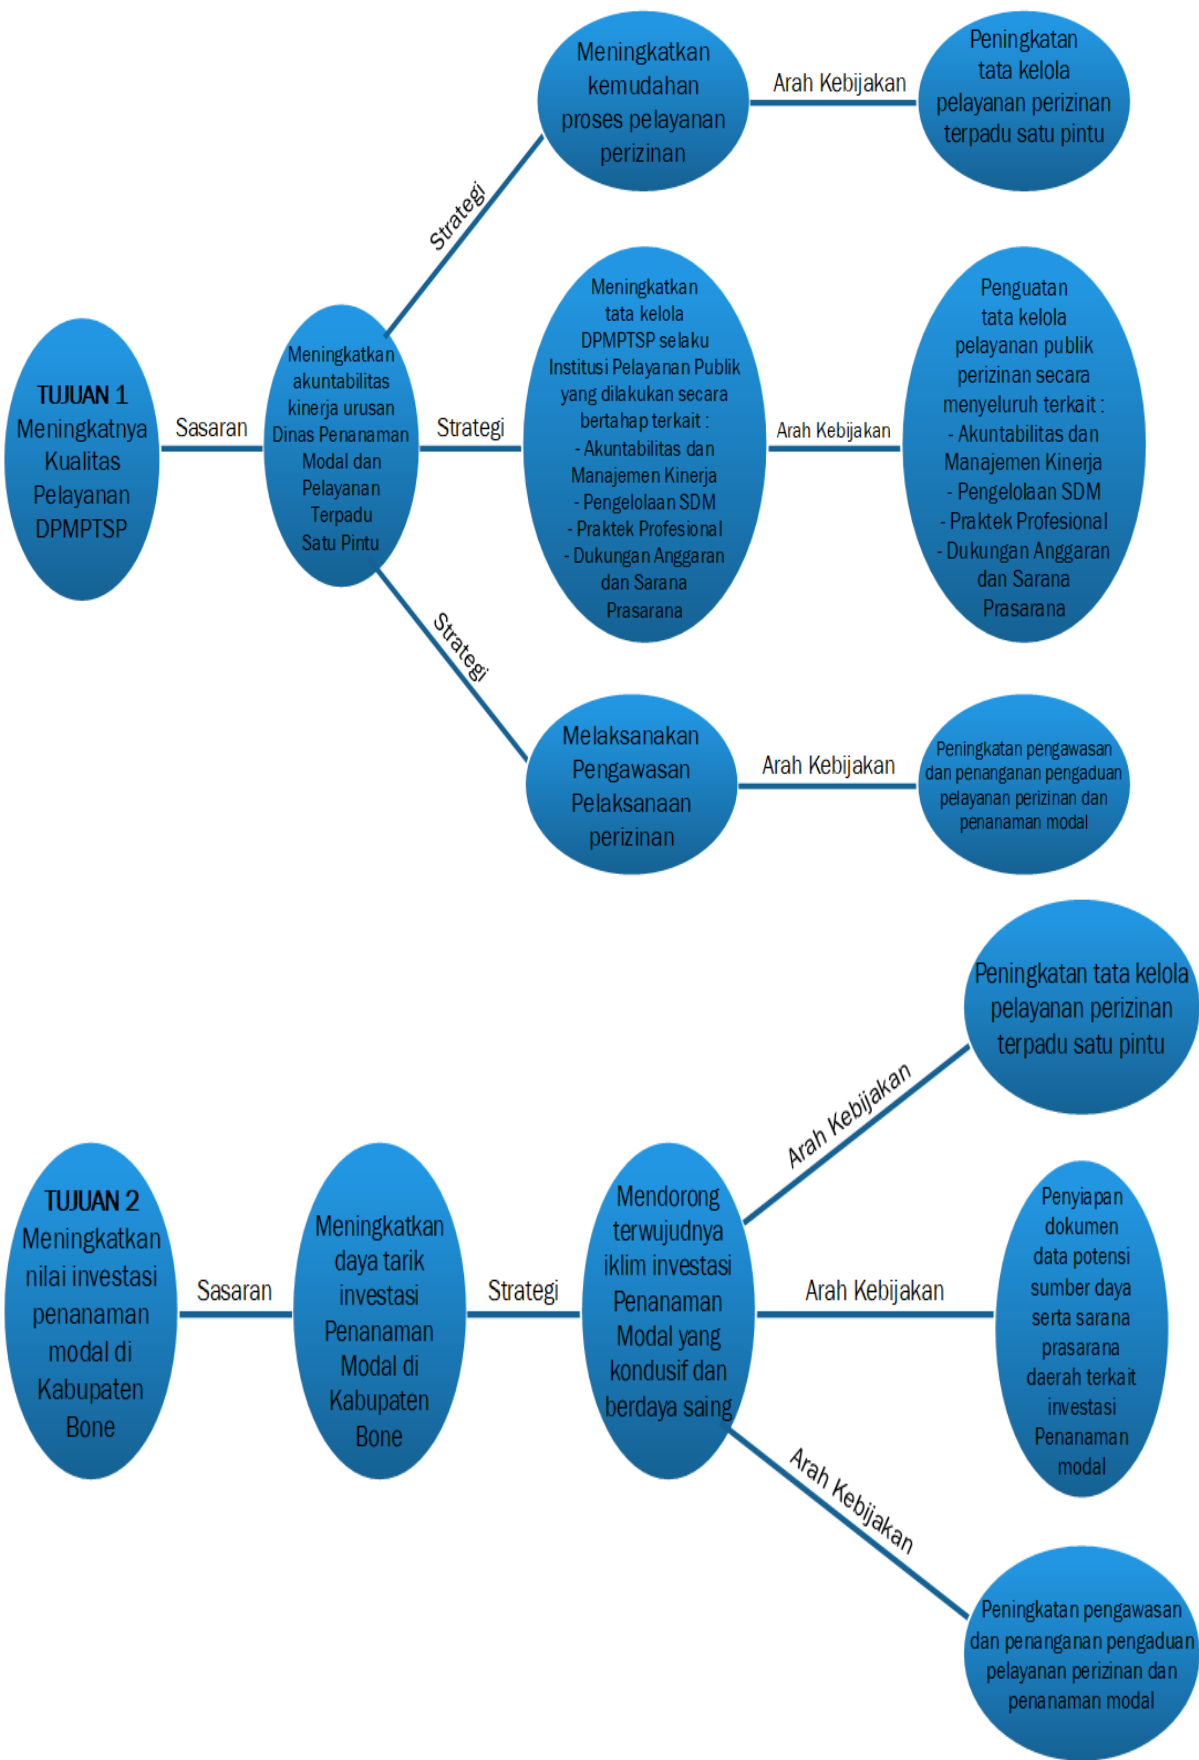 Meningkatkan
kemudahan
proses pelayanan
perizinan
Arah Kebijakan
Peningkatan
tata kelola
pelayanan perizinan
terpadu satu pintu
Strategi
TUJUAN 1
Meningkatnya
Kualitas
Pelayanan
DPMPTSP
Sasaran
Meningkatkan
akuntabilitas
kinerja urusan
Dinas Penanaman
Modal dan
Pelayanan
Terpadu
Satu Pintu
Strategi
Meningkatkan
tata kelola
DPMPTSP selaku
Institusi Pelayanan Publik
yang dilakukan secara
bertahap terkait :
- Akuntabilitas dan
Manajemen Kinerja
- Pengelolaan SDM
- Praktek Profesional
- Dukungan Anggaran
dan Sarana
Prasarana
Arah Kebijakan
Penguatan
tata kelola
pelayanan publik
perizinan secara
menyeluruh terkait :
- Akuntabilitas dan
Manajemen Kinerja
- Pengelolaan SDM
- Praktek Profesional
- Dukungan Anggaran
dan Sarana
Prasarana
Strategi
Melaksanakan
Pengawasan
Pelaksanaan
perizinan
Arah Kebijakan
Peningkatan pengawasan
dan penanganan pengaduan
pelayanan perizinan dan
penanaman modal
TUJUAN 2
Meningkatkan
nilai investasi
penanaman
modal di
Kabupaten
Bone
Sasaran
Meningkatkan
daya tarik
investasi
Penanaman
Modal di
Kabupaten
Bone
Strategi
Mendorong
terwujudnya
iklim investasi
Penanaman
Modal yang
kondusif dan
berdaya saing
Arah Kebijakan
Peningkatan tata kelola
pelayanan perizinan
terpadu satu pintu
Arah Kebijakan
Penyiapan
dokumen
data potensi
sumber daya
serta sarana
prasarana
daerah terkait
investasi
Penanaman
modal
Arah Kebijakan
Peningkatan pengawasan
dan penanganan pengaduan
pelayanan perizinan dan
penanaman modal